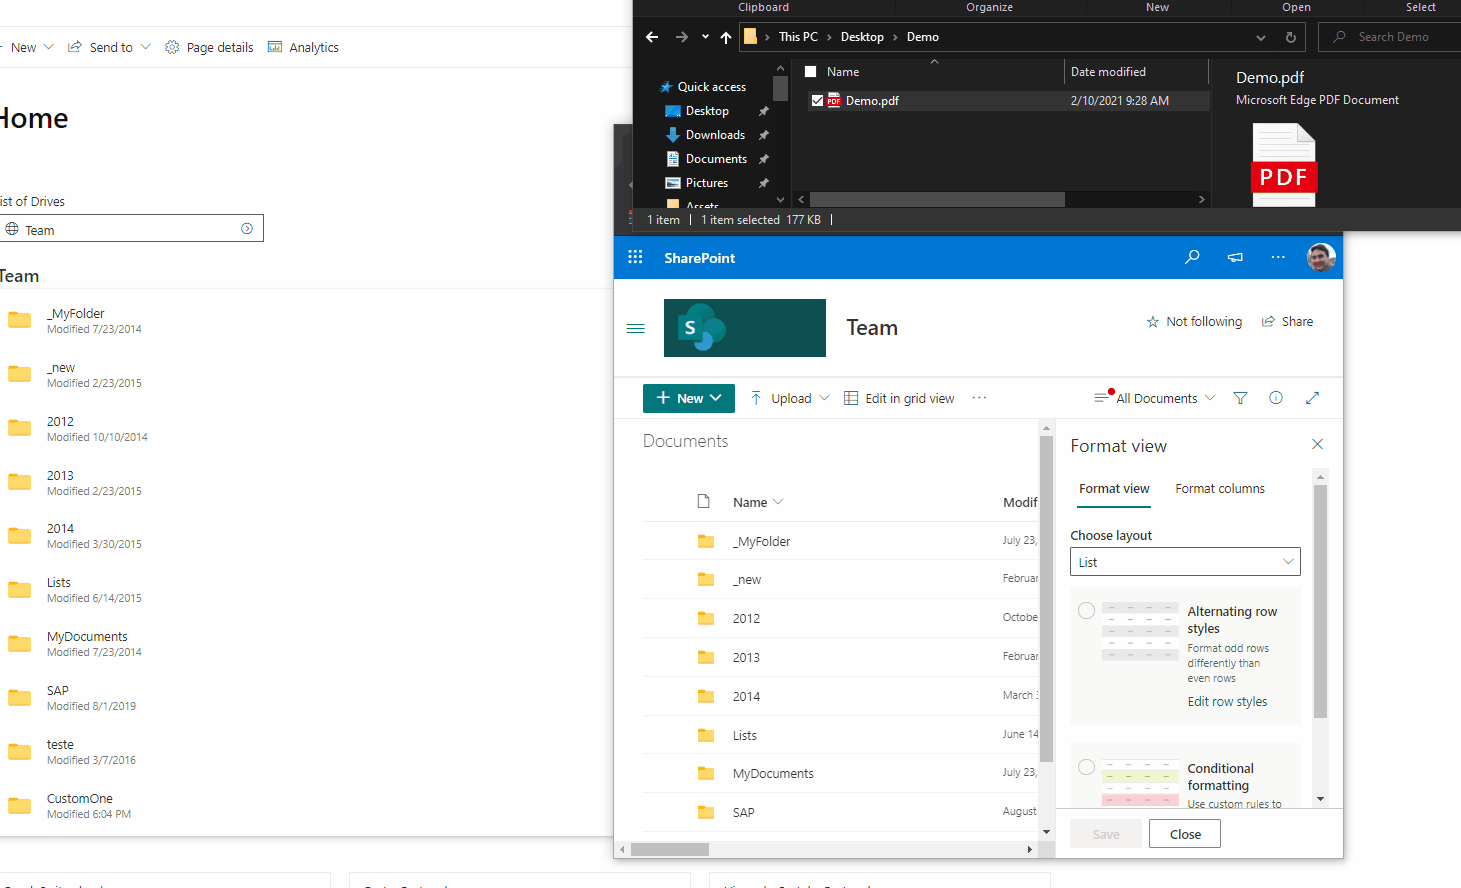 New Send to Page details Analytics
Home
List of Drives
Team
Team
_MyFolder
Modified 7/23/2014
_new
Modified 2/23/2015
2012
Modified 10/10/2014
2013
Modified 2/23/2015
2014
Modified 3/30/2015
Lists
Modified 6/14/2015
MyDocuments
Modified 7/23/2014
SAP
Modified 8/1/2019
teste
Modified 3/7/2016
CustomOne
Modified 6:04 PM
Clipboard Organize New Open Select
This PC Desktop Demo
Search Demo
Quick access
Desktop
Downloads
Documents
Pictures
Assets
Name Date modified
Demo.pdf 2/10/2021 9:28 AM
Demo.pdf
Microsoft Edge PDF Document
PDF
1 item 1 item selected 177 KB
SharePoint
S
Team
Not following Share
New Upload Edit in grid view
All Documents
Documents
Name Modif
_MyFolder July 23,
_new Februar
2012 October
2013 Februar
2014 March 3
Lists June 14
MyDocuments July 23,
SAP August
Format view
Format view Format columns
Choose layout
List
Alternating row
styles
Format odd rows
differently than
even rows
Edit row styles
Conditional
formatting
Use custom rules to
Save Close